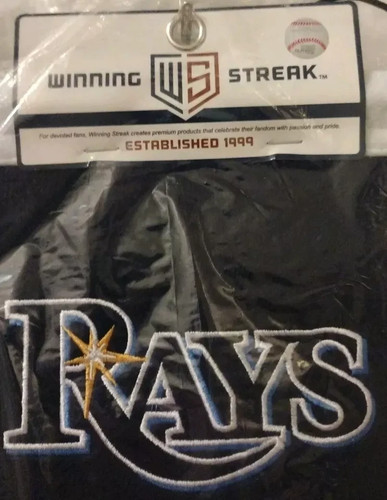 WINNING WS STREAK™
For devoted fans, Winning Streak creates premium products that celebrate their fandom with passion and pride.
ESTABLISHED 1999
RAYS